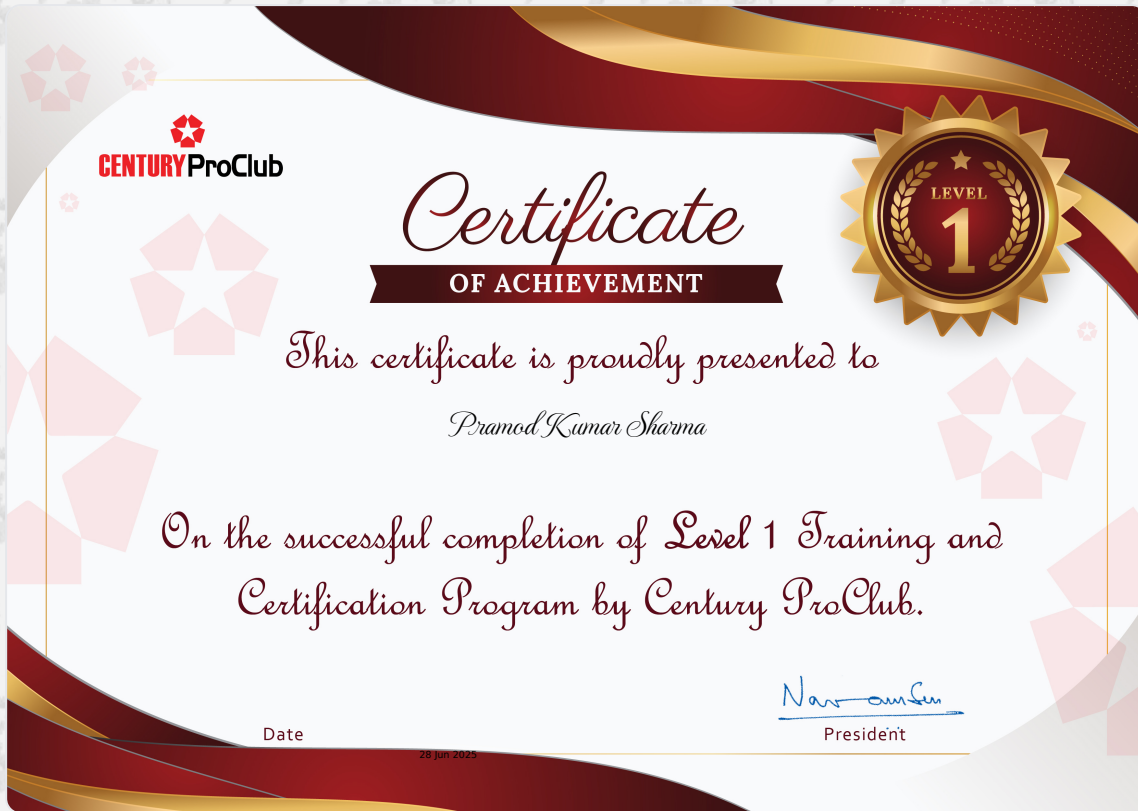 CENTURY ProClub
LEVEL
1
Certificate
OF ACHIEVEMENT
This certificate is proudly presented to
Pramod Kumar Sharma
On the successful completion of Level 1 Training and
Certification Program by Century ProClub.
Date
President
28 Jun 2025